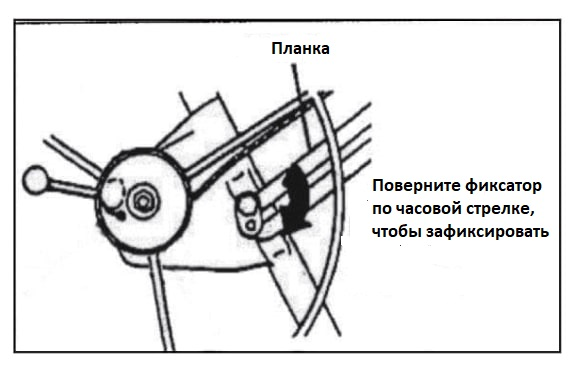 Планка
Поверните фиксатор
по часовой стрелке,
чтобы зафиксировать